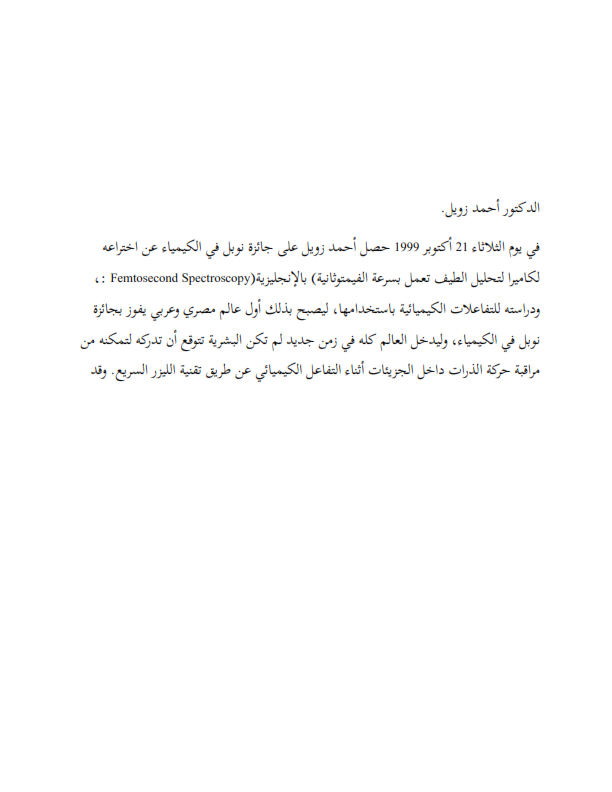 الدكتور أحمد زويل.
في يوم الثلاثاء 21 أكتوبر 1999 حصل أحمد زويل على جائزة نوبل في الكيمياء عن اختراعه
لكاميرا لتحليل الطيف تعمل بسرعة الفيمتوثانية) بالإنجليزية(Femtosecond Spectroscopy : ،
ودراسته للتفاعلات الكيميائية باستخدامها، ليصبح بذلك أول عالم مصري وعربي يفوز بجائزة
نوبل في الكيمياء، وليدخل العالم كله في زمن جديد لم تكن البشرية تتوقع أن تدركه لتمكنه من
مراقبة حركة الذرات داخل الجزيئات أثناء التفاعل الكيميائي عن طريق تقنية الليزر السريع. وقد